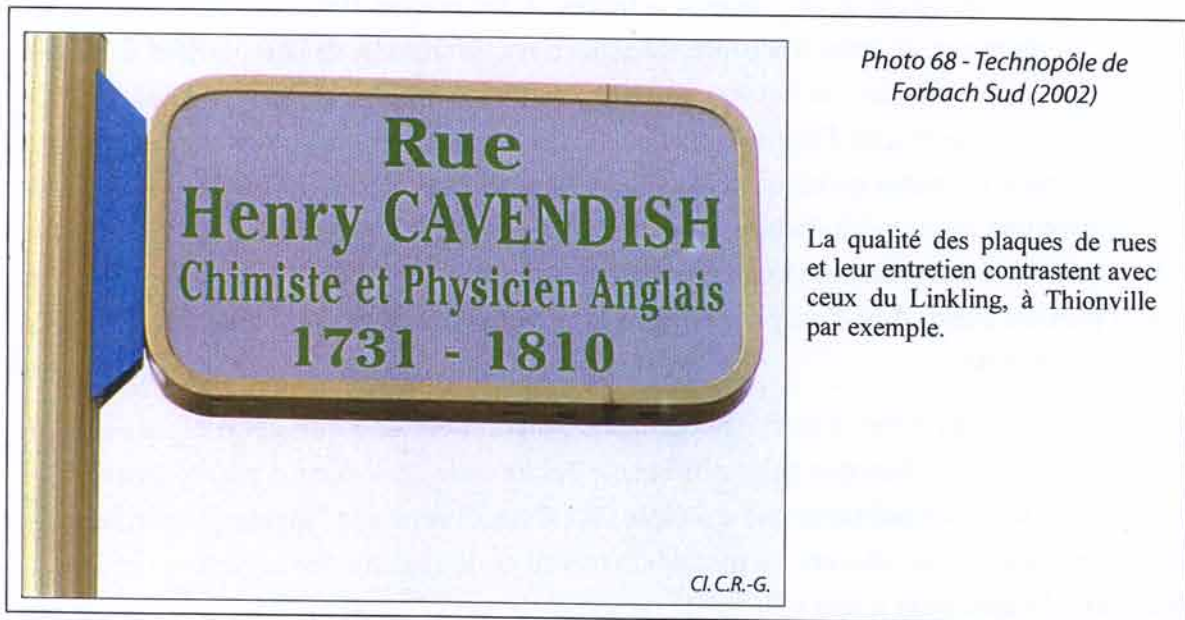 Rue
Henry CAVENDISH
Chimiste et Physicien Anglais
1731 - 1810
Cl. C.R.-G.
Photo 68 - Technopôle de
Forbach Sud (2002)
La qualité des plaques de rues
et leur entretien contrastent avec
ceux du Linkling, à Thionville
par exemple.